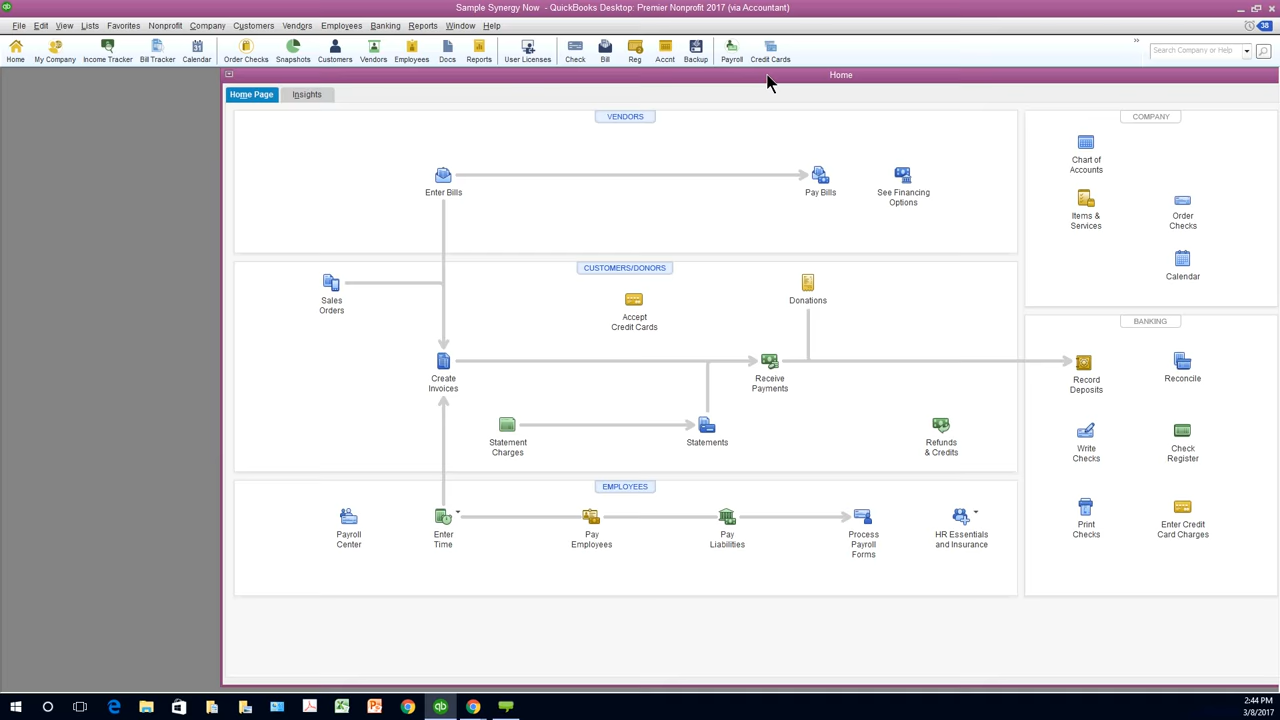 Sample Synergy Now - QuickBooks Desktop: Premier Nonprofit 2017 (via Accountant)
File Edit View Lists Favorites Nonprofit Company Customers Vendors Employees Banking Reports Window Help
38
Home My Company Income Tracker Bill Tracker Calendar Order Checks Snapshots Customers Vendors Employees Docs Reports User Licenses Check Bill Reg Accnt Backup Payroll Credit Cards
Search Company or Help
Home
Home Page Insights
VENDORS
Enter Bills
Pay Bills
See Financing
Options
CUSTOMERS/DONORS
Sales
Orders
Accept
Credit Cards
Donations
Create
Invoices
Receive
Payments
Statement
Charges
Statements
Refunds
& Credits
EMPLOYEES
Payroll
Center
Enter
Time
Pay
Employees
Pay
Liabilities
Process
Payroll
Forms
HR Essentials
and Insurance
COMPANY
Chart of
Accounts
Items &
Services
Order
Checks
Calendar
BANKING
Record
Deposits
Reconcile
Write
Checks
Check
Register
Print
Checks
Enter Credit
Card Charges
qb
2:44 PM
3/8/2017